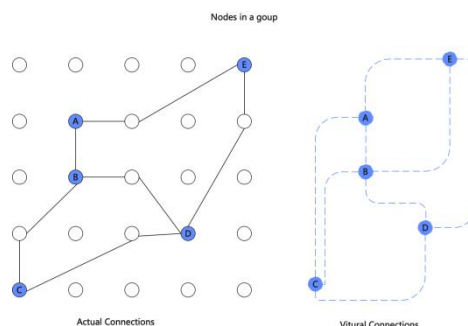 Nodes in a goup
E
E
A
A
B
B
D
D
C
C
Actual Connections
Vitural Connections